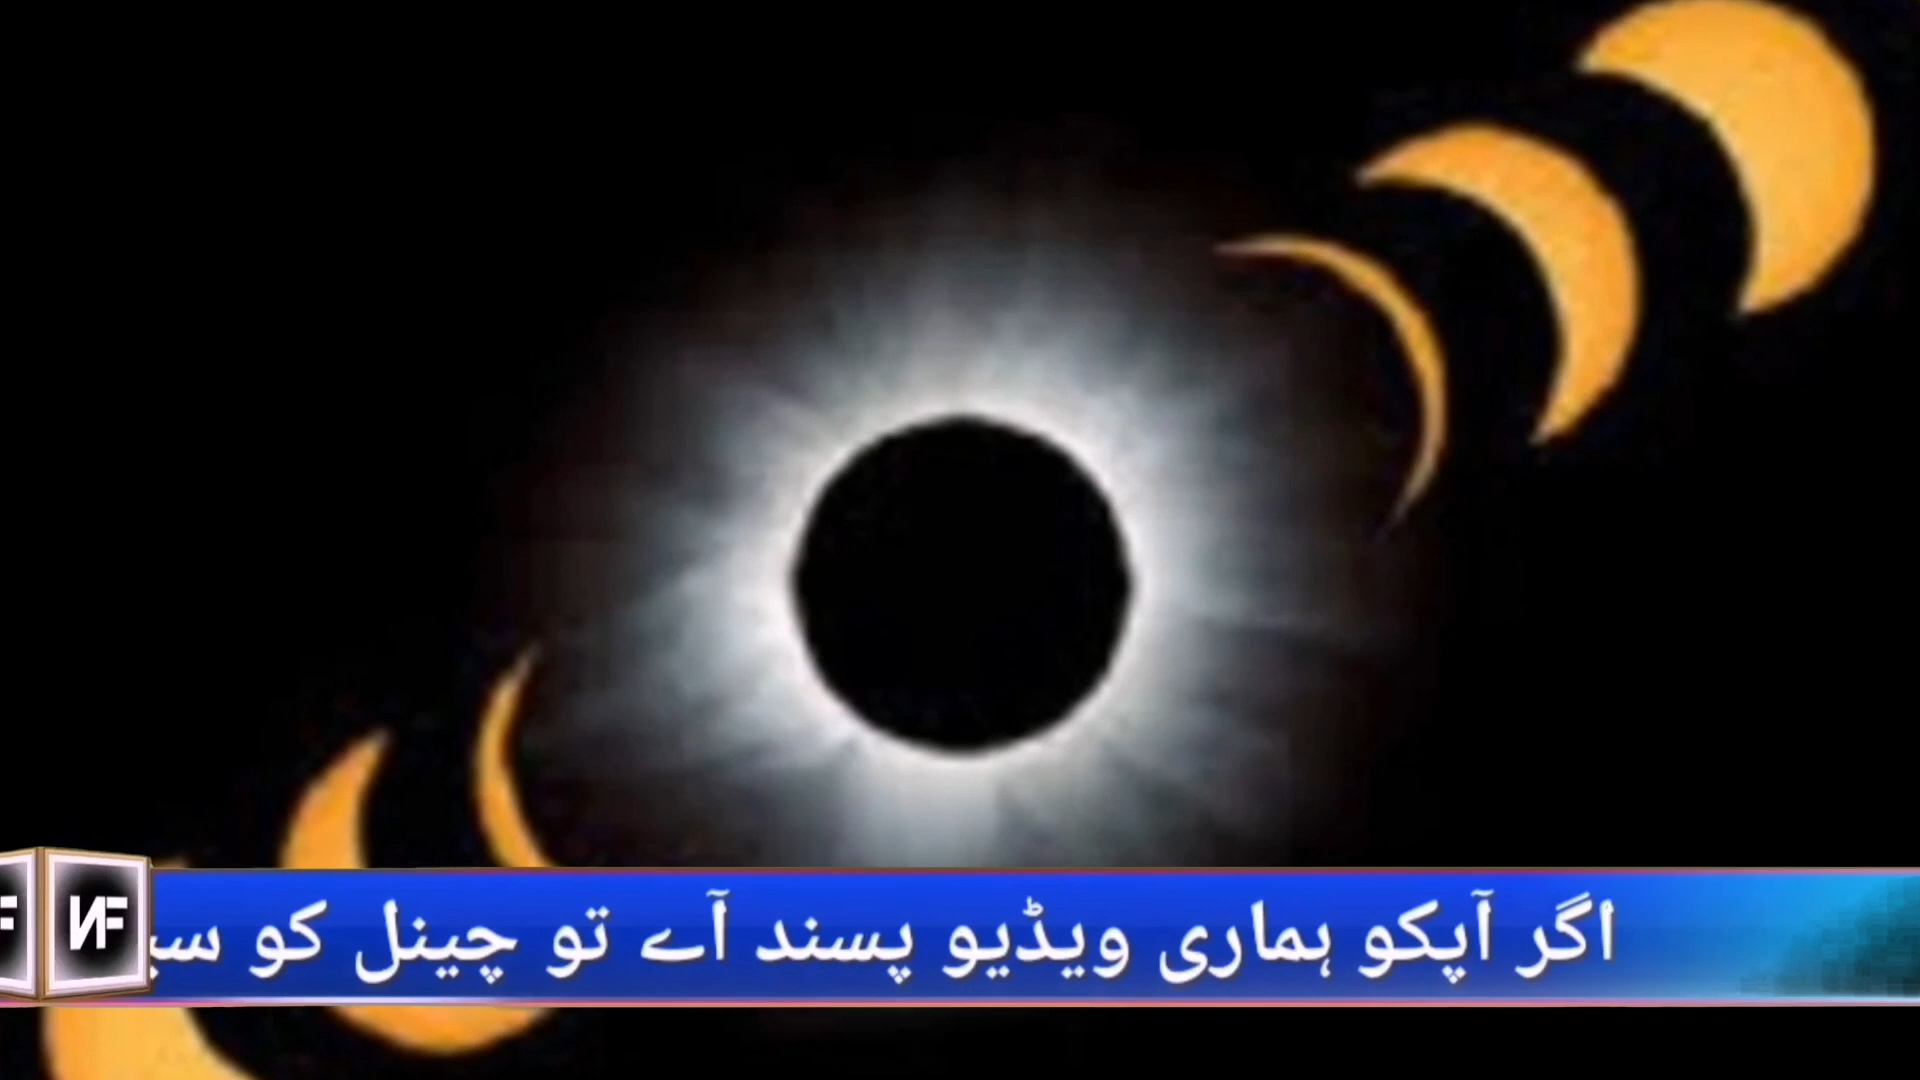 اگر آپکو ہماری ویڈیو پسند آے تو چینل کو
NF